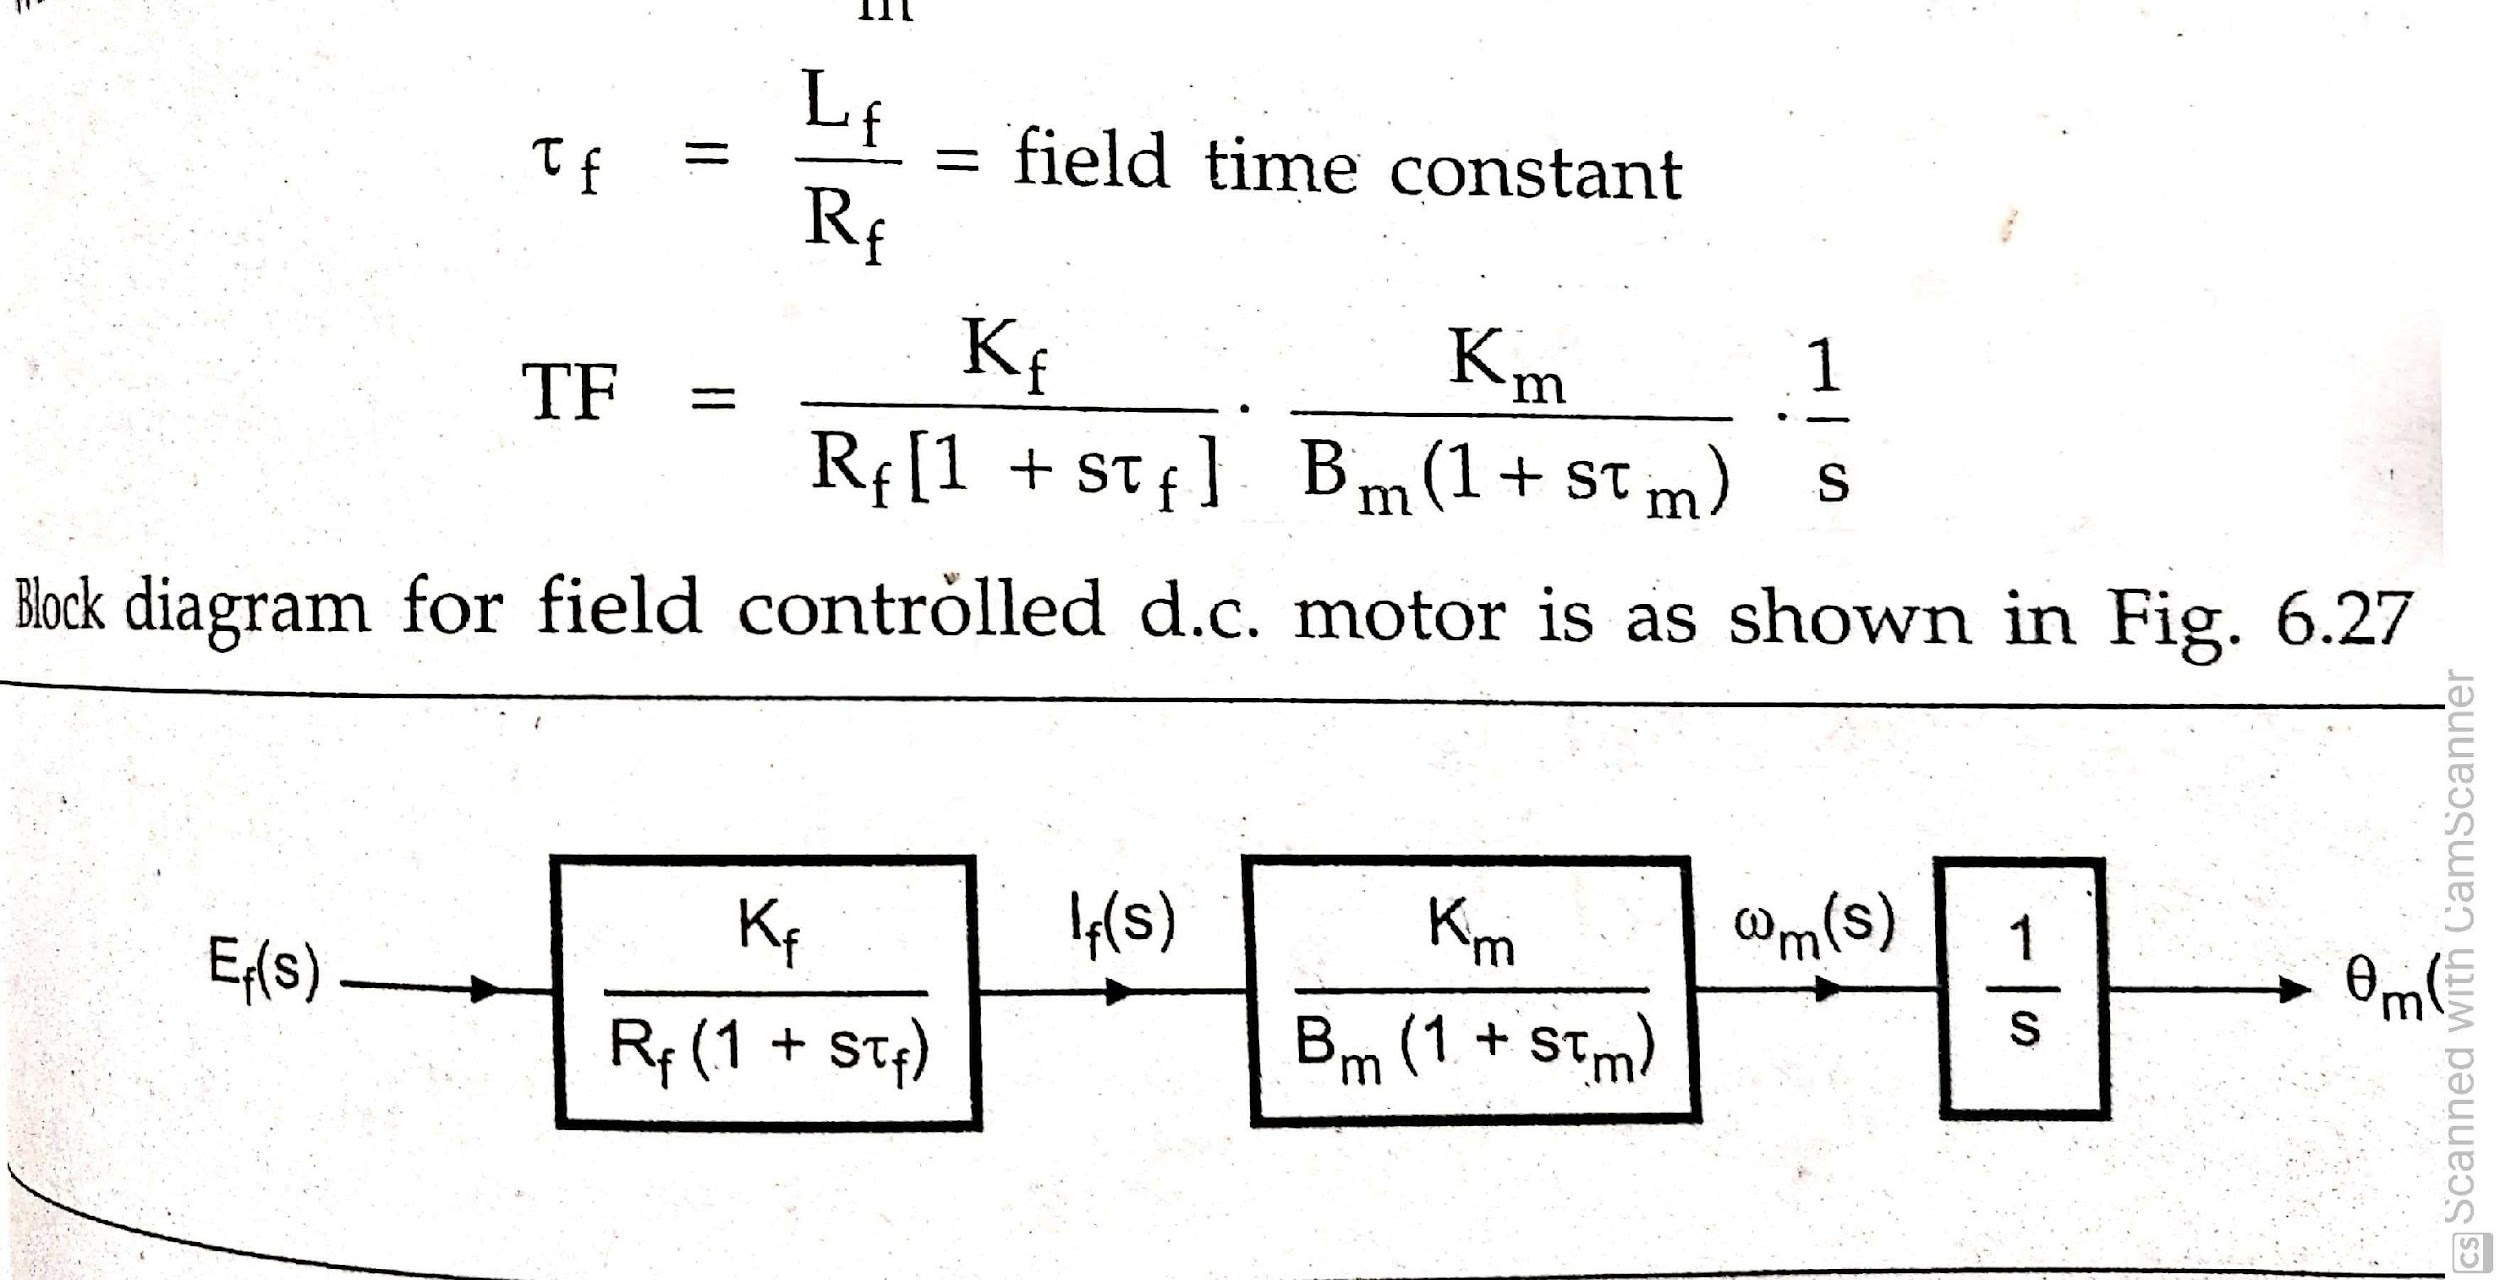 m
τf = Lf / Rf = field time constant
TF = Kf / Rf[1 + sτf] · Km / Bm(1 + sτm) · 1 / s
Block diagram for field controlled d.c. motor is as shown in Fig. 6.27
Ef(s)
Kf / Rf (1 + sτf)
If(s)
Km / Bm (1 + sτm)
ωm(s)
1 / s
θm(
CS Scanned with CamScanner